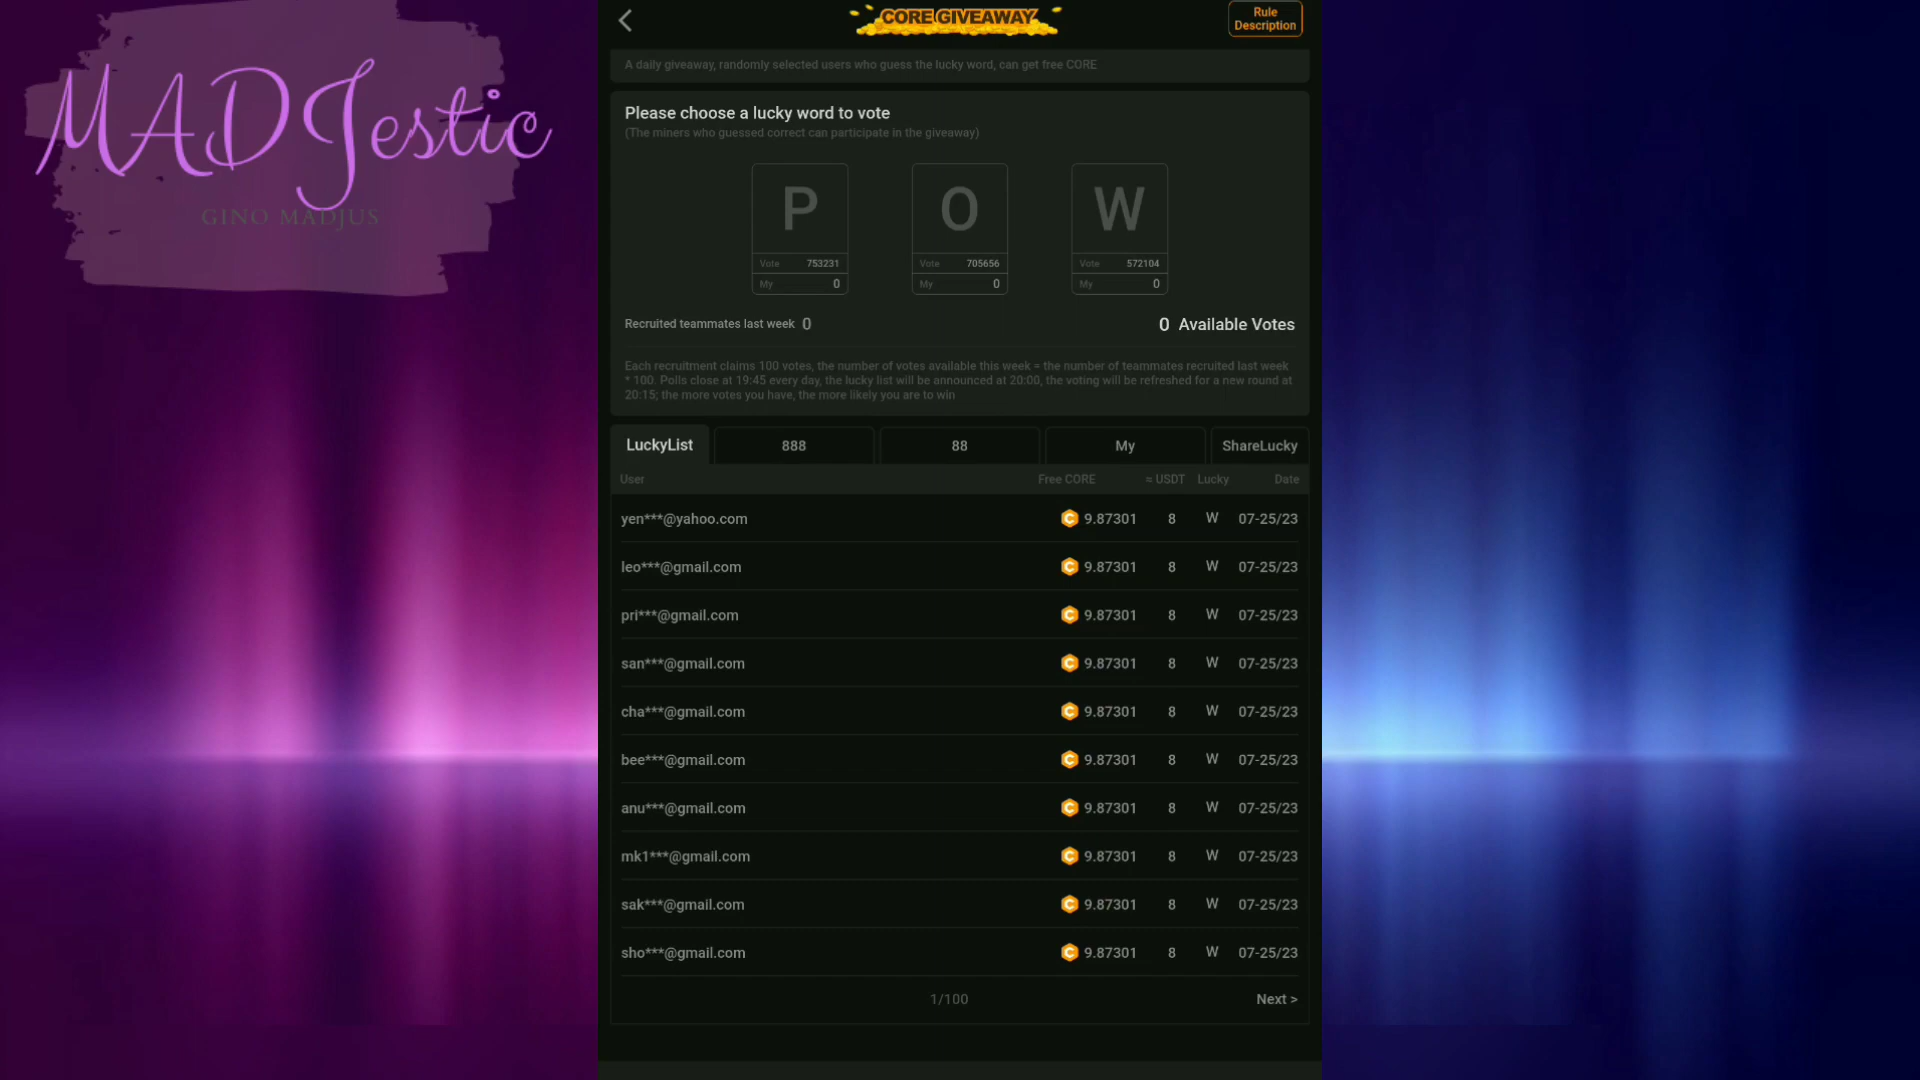 MADJestic
GINO MADJUS
CORE GIVEAWAY
Rule
Description
A daily giveaway, randomly selected users who guess the lucky word, can get free CORE
Please choose a lucky word to vote
(The miners who guessed correct can participate in the giveaway)
P O W
Vote 753231 Vote 705656 Vote 572104
My 0 My 0 My 0
Recruited teammates last week 0 0 Available Votes
Each recruitment claims 100 votes, the number of votes available this week = the number of teammates recruited last week
* 100. Polls close at 19:45 every day, the lucky list will be announced at 20:00, the voting will be refreshed for a new round at
20:15; the more votes you have, the more likely you are to win
LuckyList 888 88 My ShareLucky
User Free CORE ≈ USDT Lucky Date
yen***@yahoo.com C 9.87301 8 W 07-25/23
leo***@gmail.com C 9.87301 8 W 07-25/23
pri***@gmail.com C 9.87301 8 W 07-25/23
san***@gmail.com C 9.87301 8 W 07-25/23
cha***@gmail.com C 9.87301 8 W 07-25/23
bee***@gmail.com C 9.87301 8 W 07-25/23
anu***@gmail.com C 9.87301 8 W 07-25/23
mk1***@gmail.com C 9.87301 8 W 07-25/23
sak***@gmail.com C 9.87301 8 W 07-25/23
sho***@gmail.com C 9.87301 8 W 07-25/23
1/100 Next >